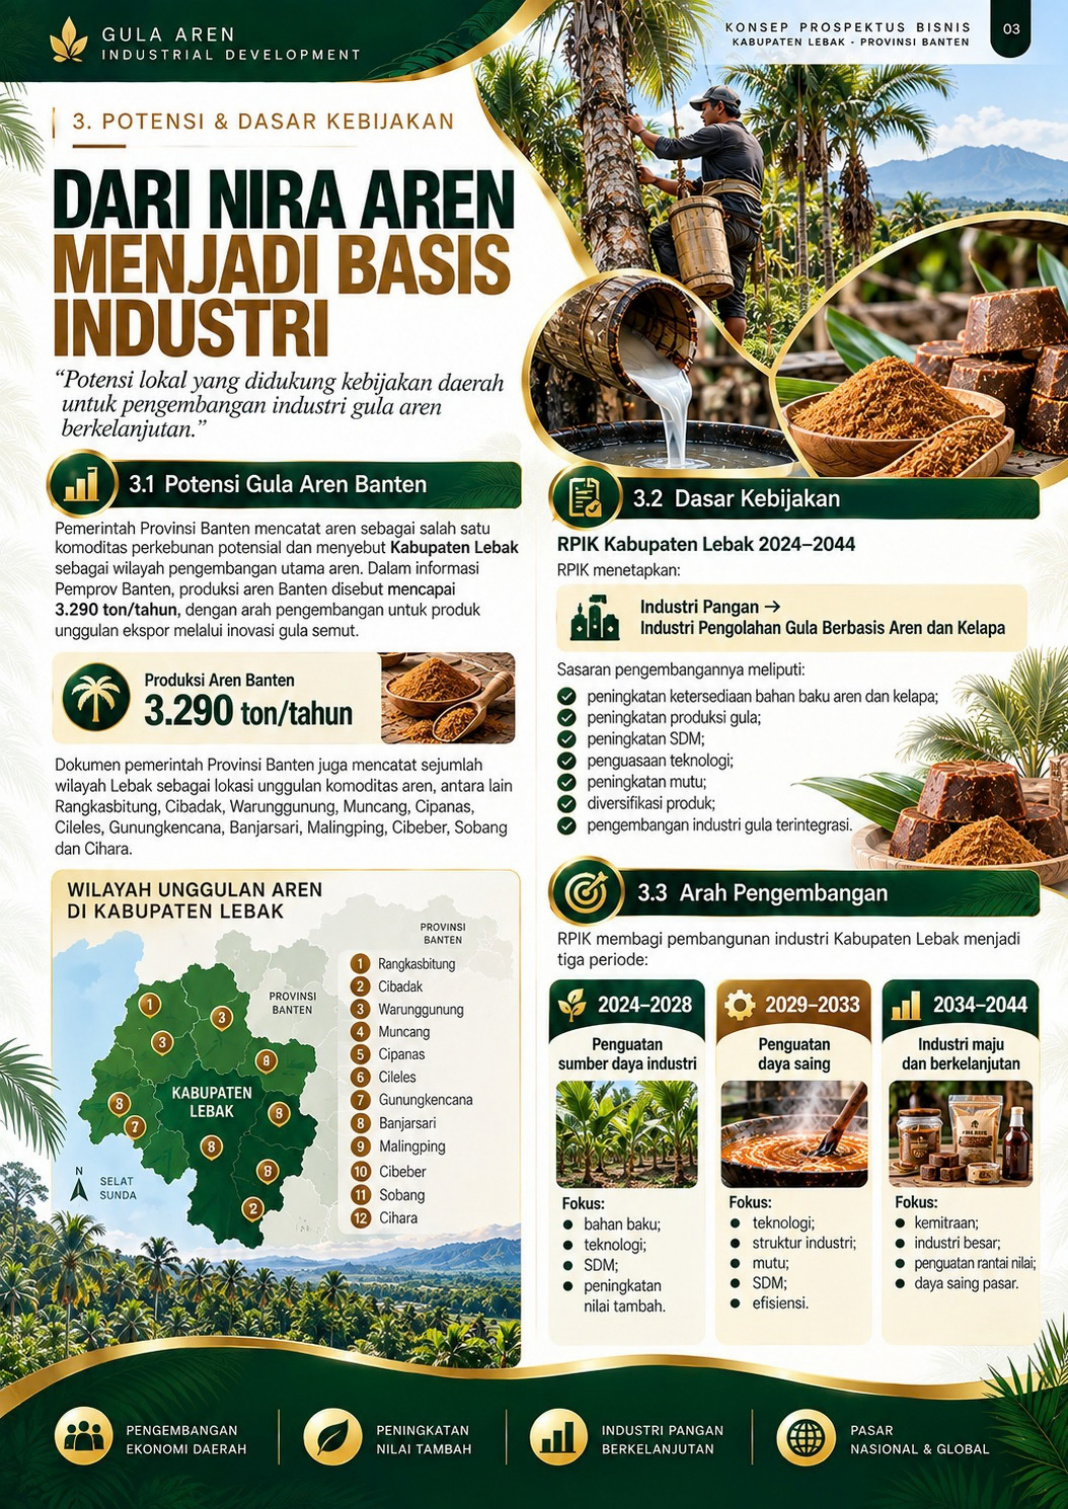 GULA AREN
INDUSTRIAL DEVELOPMENT
KONSEP PROSPEKTUS BISNIS
KABUPATEN LEBAK - PROVINSI BANTEN
03
3. POTENSI & DASAR KEBIJAKAN
DARI NIRA AREN
MENJADI BASIS
INDUSTRI
“Potensi lokal yang didukung kebijakan daerah
untuk pengembangan industri gula aren
berkelanjutan.”
3.1 Potensi Gula Aren Banten
Pemerintah Provinsi Banten mencatat aren sebagai salah satu
komoditas perkebunan potensial dan menyebut Kabupaten Lebak
sebagai wilayah pengembangan utama aren. Dalam informasi
Pemprov Banten, produksi aren Banten disebut mencapai
3.290 ton/tahun, dengan arah pengembangan untuk produk
unggulan ekspor melalui inovasi gula semut.
Produksi Aren Banten
3.290 ton/tahun
Dokumen pemerintah Provinsi Banten juga mencatat sejumlah
wilayah Lebak sebagai lokasi unggulan komoditas aren, antara lain
Rangkasbitung, Cibadak, Warunggunung, Muncang, Cipanas,
Cileles, Gunungkencana, Banjarsari, Malingping, Cibeber, Sobang
dan Cihara.
WILAYAH UNGGULAN AREN
DI KABUPATEN LEBAK
PROVINSI
BANTEN
PROVINSI
BANTEN
1
3
3
8
7
8
2
KABUPATEN
LEBAK
N
SELAT
SUNDA
1 Rangkasbitung
2 Cibadak
3 Warunggunung
4 Muncang
5 Cipanas
6 Cileles
7 Gunungkencana
8 Banjarsari
9 Malingping
10 Cibeber
11 Sobang
12 Cihara
3.2 Dasar Kebijakan
RPIK Kabupaten Lebak 2024–2044
RPIK menetapkan:
Industri Pangan →
Industri Pengolahan Gula Berbasis Aren dan Kelapa
Sasaran pengembangannya meliputi:
peningkatan ketersediaan bahan baku aren dan kelapa;
peningkatan produksi gula;
peningkatan SDM;
penguasaan teknologi;
peningkatan mutu;
diversifikasi produk;
pengembangan industri gula terintegrasi.
3.3 Arah Pengembangan
RPIK membagi pembangunan industri Kabupaten Lebak menjadi
tiga periode:
2024–2028
Penguatan
sumber daya industri
Fokus:
bahan baku;
teknologi;
SDM;
peningkatan
nilai tambah.
2029–2033
Penguatan
daya saing
Fokus:
teknologi;
struktur industri;
mutu;
SDM;
efisiensi.
2034–2044
Industri maju
dan berkelanjutan
Fokus:
kemitraan;
industri besar;
penguatan rantai nilai;
daya saing pasar.
PENGEMBANGAN
EKONOMI DAERAH
PENINGKATAN
NILAI TAMBAH
INDUSTRI PANGAN
BERKELANJUTAN
PASAR
NASIONAL & GLOBAL